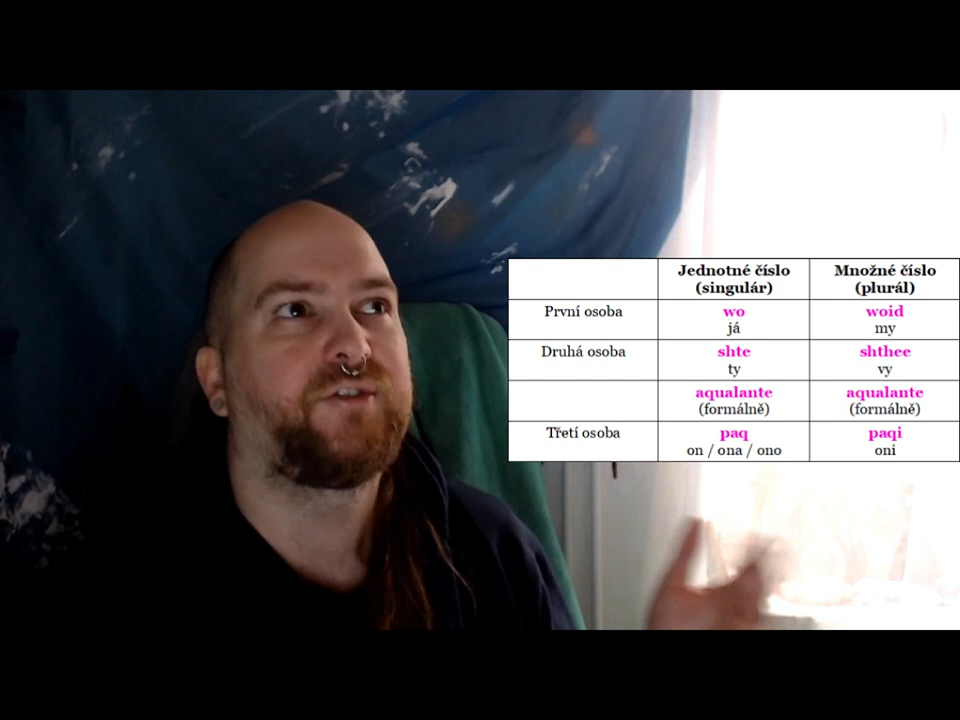 Jednotné číslo Množné číslo
(singulár) (plurál)
První osoba wo woid
já my
Druhá osoba shte shthee
ty vy
aqualante aqualante
(formálně) (formálně)
Třetí osoba paq paqi
on / ona / ono oni